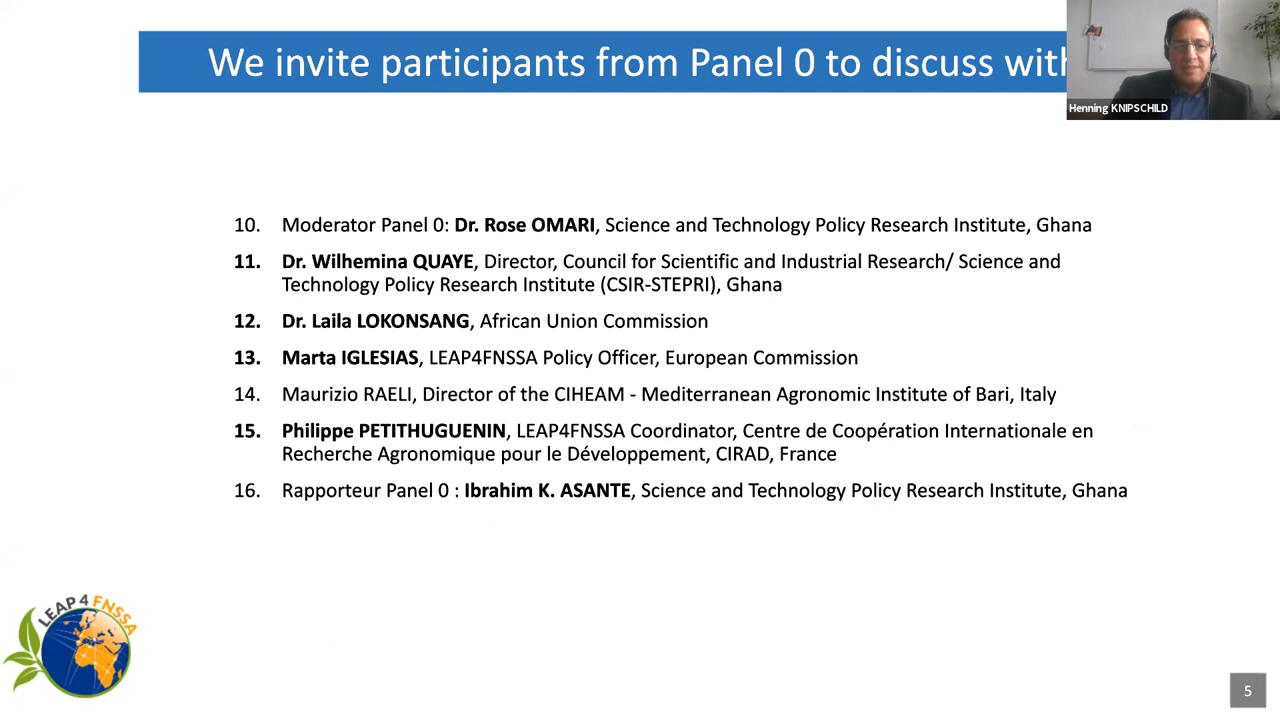 We invite participants from Panel 0 to discuss with
Henning KNIPSCHILD
10. Moderator Panel 0: Dr. Rose OMARI, Science and Technology Policy Research Institute, Ghana
11. Dr. Wilhemina QUAYE, Director, Council for Scientific and Industrial Research/ Science and
Technology Policy Research Institute (CSIR-STEPRI), Ghana
12. Dr. Laila LOKONSANG, African Union Commission
13. Marta IGLESIAS, LEAP4FNSSA Policy Officer, European Commission
14. Maurizio RAELI, Director of the CIHEAM - Mediterranean Agronomic Institute of Bari, Italy
15. Philippe PETITHUGUENIN, LEAP4FNSSA Coordinator, Centre de Coopération Internationale en
Recherche Agronomique pour le Développement, CIRAD, France
16. Rapporteur Panel 0 : Ibrahim K. ASANTE, Science and Technology Policy Research Institute, Ghana
LEAP 4 FNSSA
5